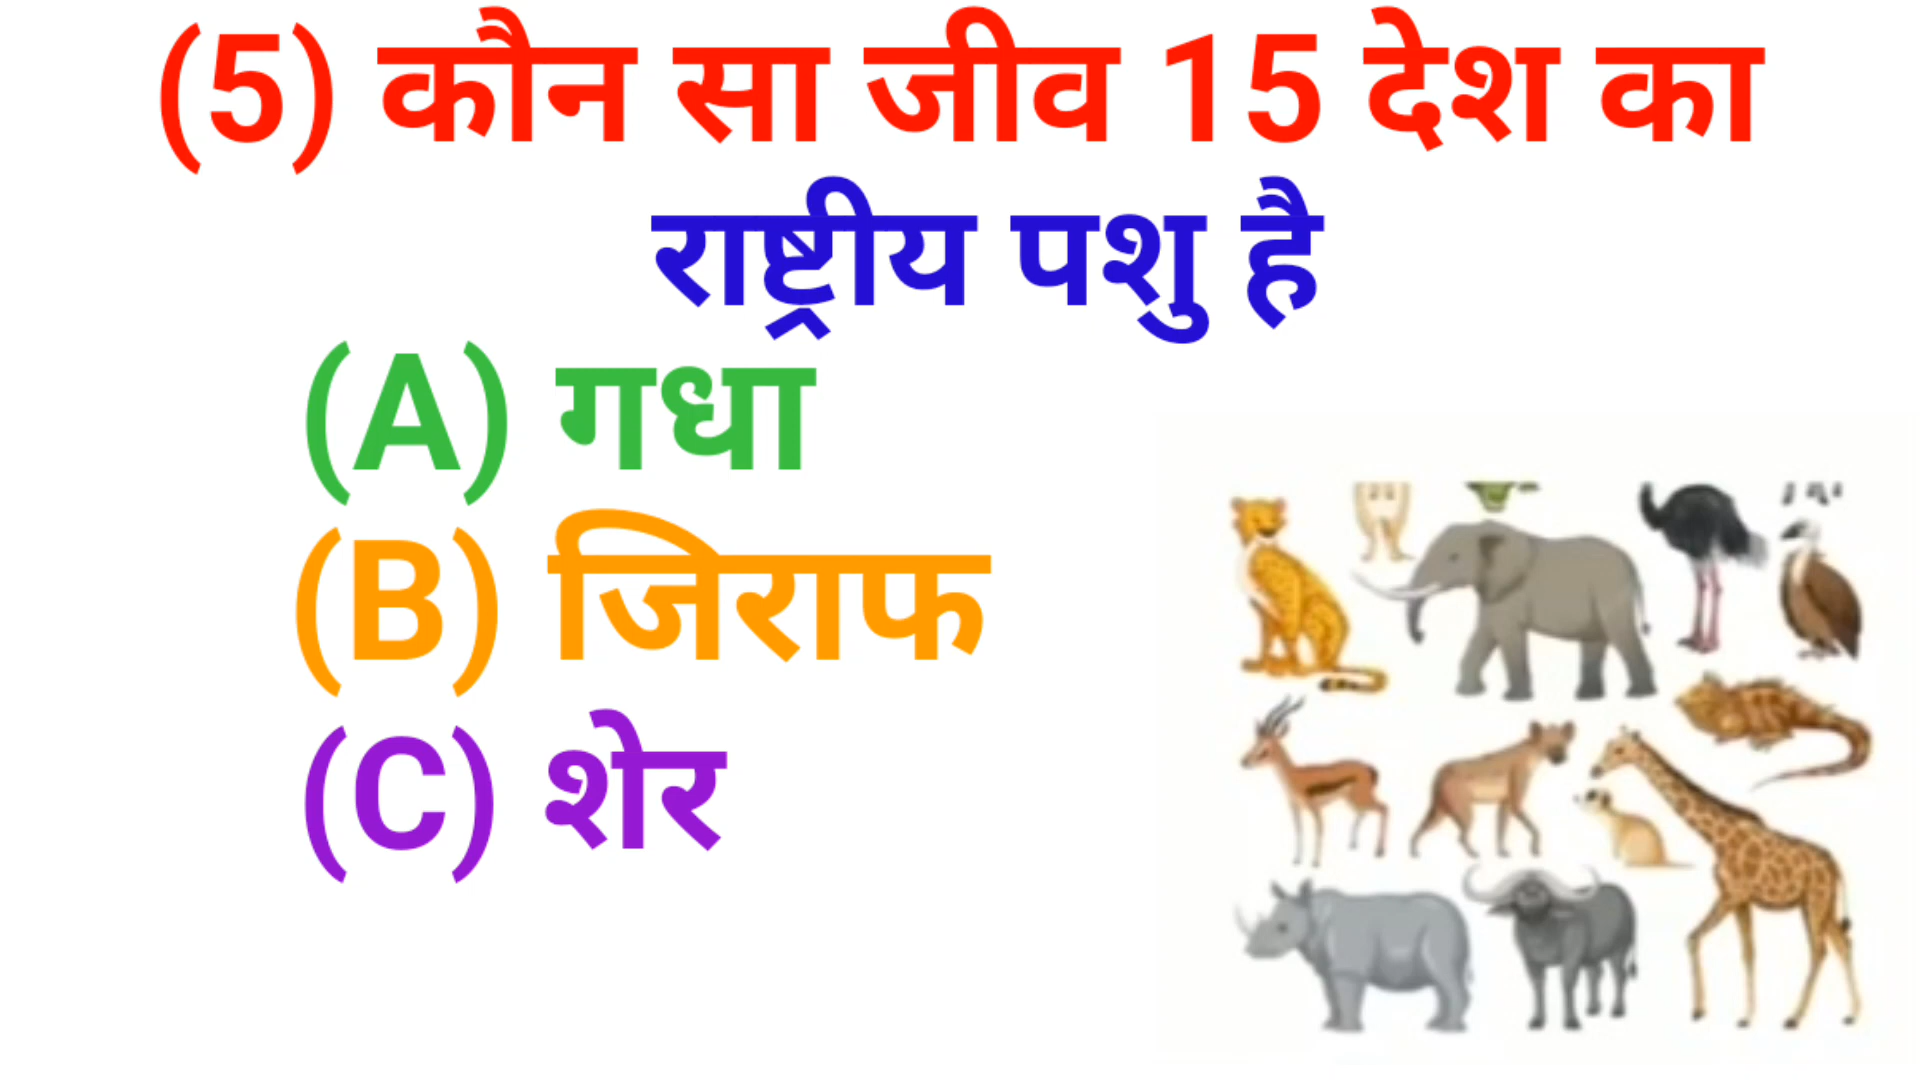 (5) कौन सा जीव 15 देश का
राष्ट्रीय पशु है
(A) गधा
(B) जिराफ
(C) शेर